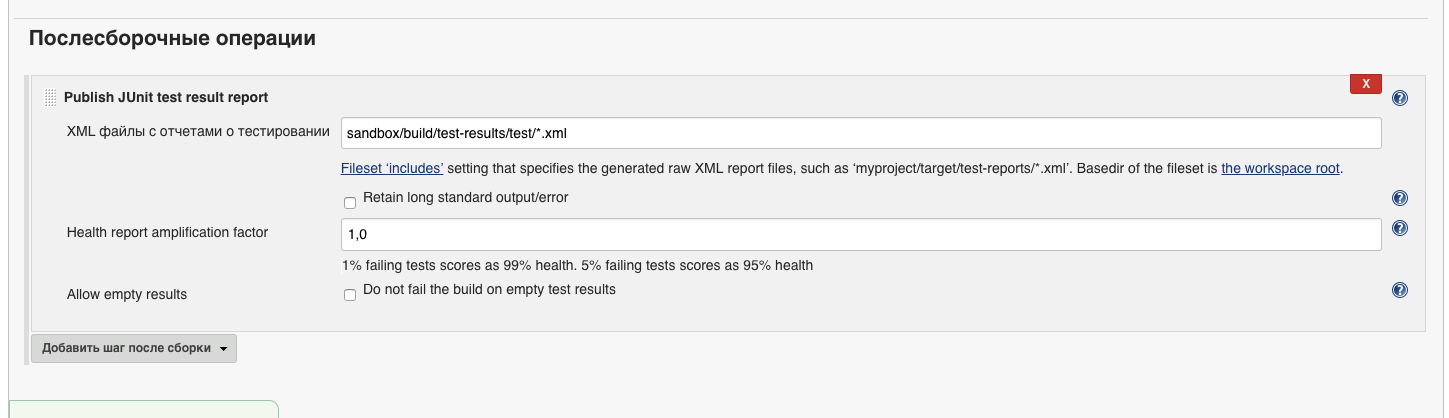 Послесборочные операции
Publish JUnit test result report
X
?
XML файлы с отчетами о тестировании
sandbox/build/test-results/test/*.xml
Fileset ‘includes’ setting that specifies the generated raw XML report files, such as ‘myproject/target/test-reports/*.xml’. Basedir of the fileset is the workspace root.
Retain long standard output/error
?
Health report amplification factor
1,0
?
1% failing tests scores as 99% health. 5% failing tests scores as 95% health
Allow empty results
Do not fail the build on empty test results
?
Добавить шаг после сборки